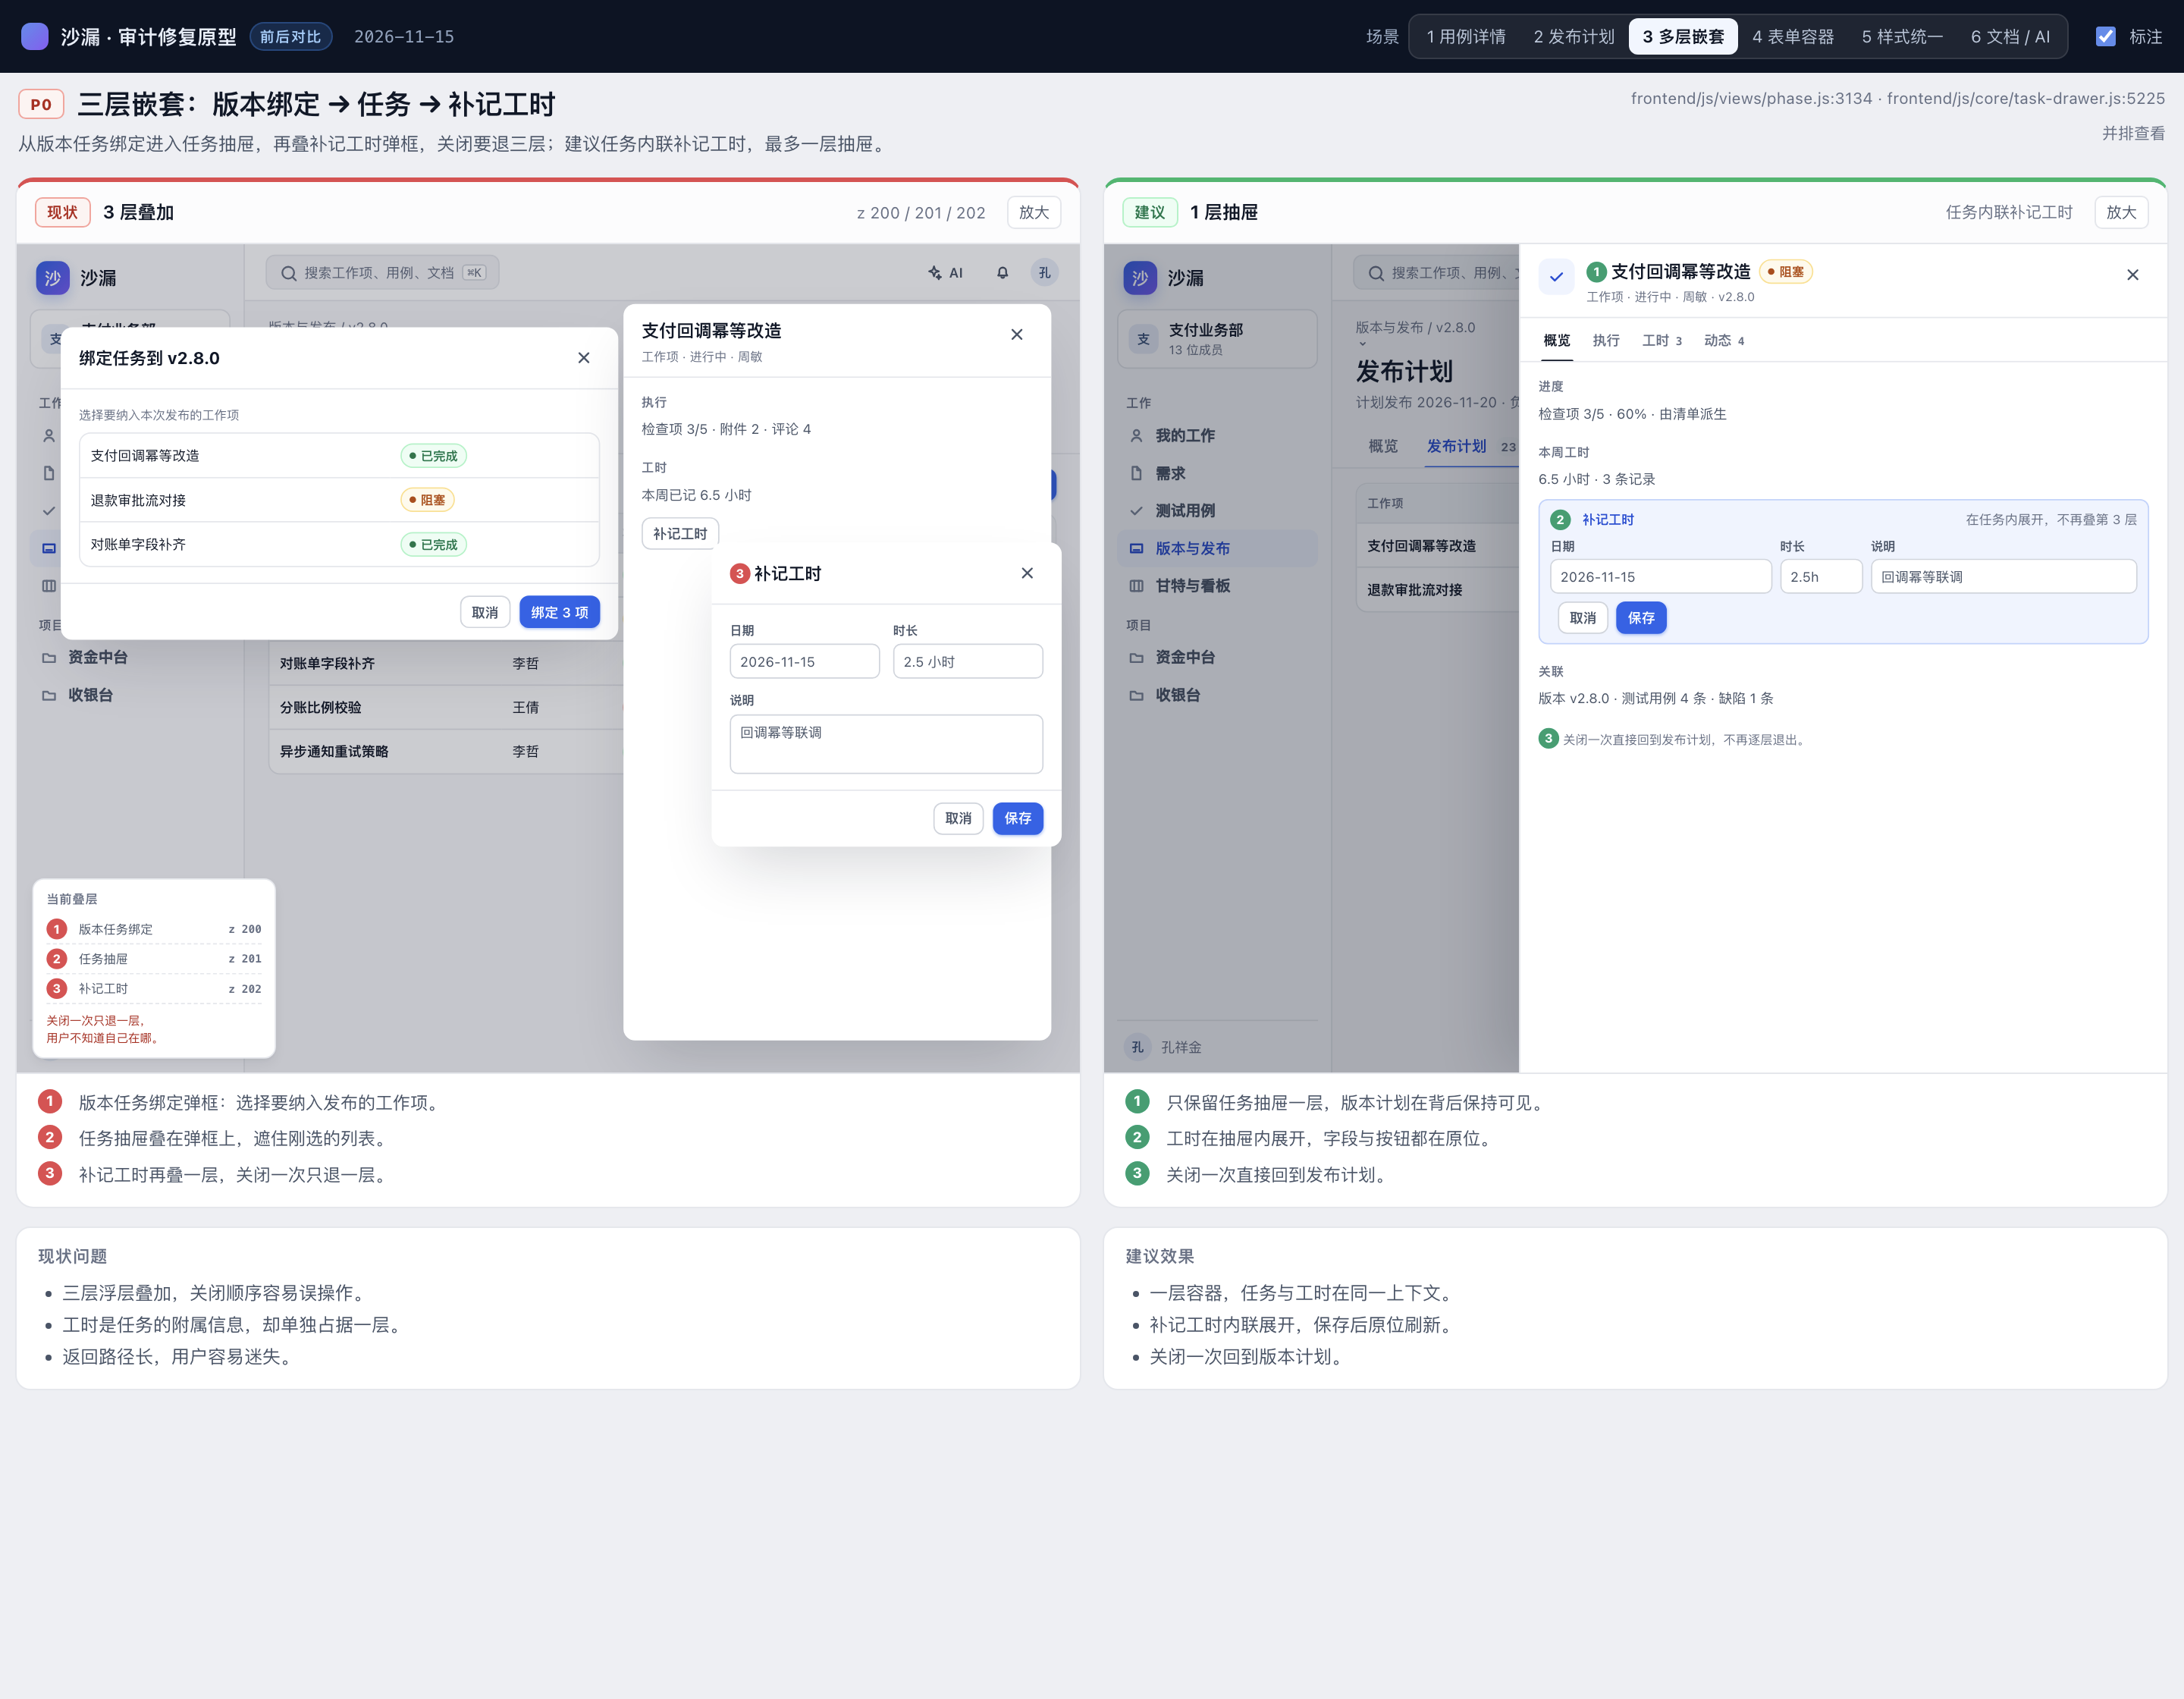 沙漏 · 审计修复原型 前后对比 2026-11-15 场景 1 用例详情 2 发布计划 3 多层嵌套 4 表单容器 5 样式统一 6 文档 / AI 标注
P0 三层嵌套：版本绑定 → 任务 → 补记工时
frontend/js/views/phase.js:3134 · frontend/js/core/task-drawer.js:5225
从版本任务绑定进入任务抽屉，再叠补记工时弹框，关闭要退三层；建议任务内联补记工时，最多一层抽屉。
并排查看
现状 3 层叠加 z 200 / 201 / 202 放大
沙 沙漏
搜索工作项、用例、文档 ⌘K AI 孔
支
绑定任务到 v2.8.0
选择要纳入本次发布的工作项
支付回调幂等改造 已完成
退款审批流对接 阻塞
对账单字段补齐 已完成
取消 绑定 3 项
资金中台
收银台
对账单字段补齐 李哲
分账比例校验 王倩
异步通知重试策略 李哲
支付回调幂等改造
工作项 · 进行中 · 周敏
执行
检查项 3/5 · 附件 2 · 评论 4
工时
本周已记 6.5 小时
补记工时
3 补记工时
日期 时长
2026-11-15 2.5 小时
说明
回调幂等联调
取消 保存
当前叠层
1 版本任务绑定 z 200
2 任务抽屉 z 201
3 补记工时 z 202
关闭一次只退一层，
用户不知道自己在哪。
1 版本任务绑定弹框：选择要纳入发布的工作项。
2 任务抽屉叠在弹框上，遮住刚选的列表。
3 补记工时再叠一层，关闭一次只退一层。
现状问题
• 三层浮层叠加，关闭顺序容易误操作。
• 工时是任务的附属信息，却单独占据一层。
• 返回路径长，用户容易迷失。
建议 1 层抽屉 任务内联补记工时 放大
沙 沙漏
搜索工作项、用例、
支 支付业务部
13 位成员
工作
我的工作
需求
测试用例
版本与发布
甘特与看板
项目
资金中台
收银台
孔 孔祥金
版本与发布 / v2.8.0
发布计划
计划发布 2026-11-20 ·
概览 发布计划 23
工作项
支付回调幂等改造
退款审批流对接
1 支付回调幂等改造 阻塞
工作项 · 进行中 · 周敏 · v2.8.0
概览 执行 工时 3 动态 4
进度
检查项 3/5 · 60% · 由清单派生
本周工时
6.5 小时 · 3 条记录
2 补记工时 在任务内展开，不再叠第 3 层
日期 时长 说明
2026-11-15 2.5h 回调幂等联调
取消 保存
关联
版本 v2.8.0 · 测试用例 4 条 · 缺陷 1 条
3 关闭一次直接回到发布计划，不再逐层退出。
1 只保留任务抽屉一层，版本计划在背后保持可见。
2 工时在抽屉内展开，字段与按钮都在原位。
3 关闭一次直接回到发布计划。
建议效果
• 一层容器，任务与工时在同一上下文。
• 补记工时内联展开，保存后原位刷新。
• 关闭一次回到版本计划。